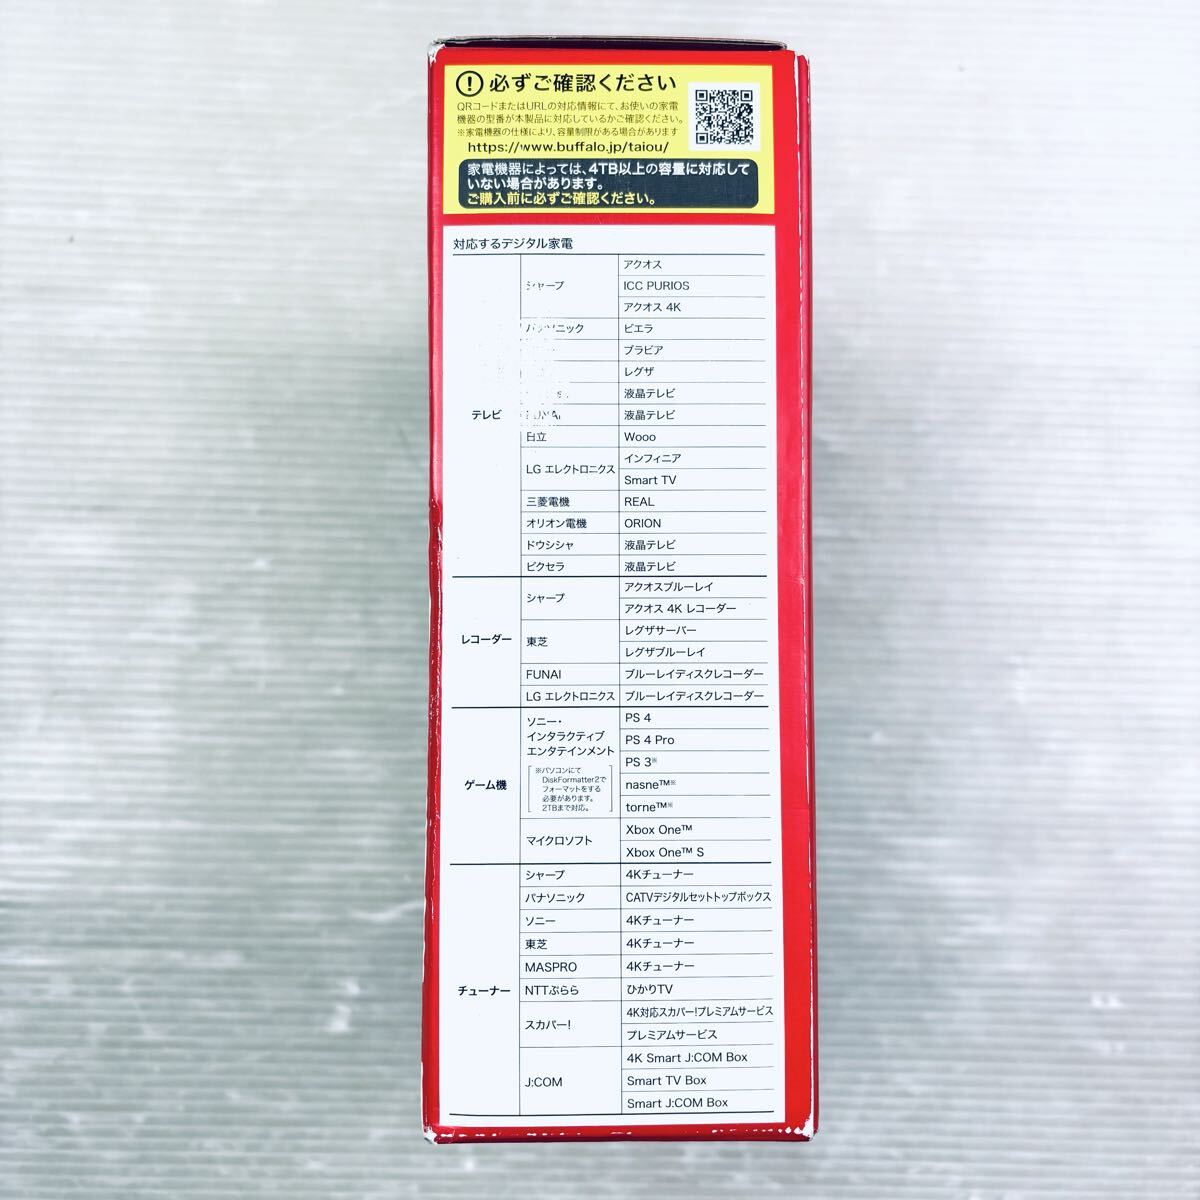 必ずご確認ください
QRコードまたはURLの対応情報にて、お使いの家電
機器の型番が本製品に対応しているかご確認ください。
※家電機器の仕様により、容量制限がある場合があります
https://www.buffalo.jp/taiou/
家電機器によっては、4TB以上の容量に対応して
いない場合があります。
ご購入前に必ずご確認ください。
対応するデジタル家電
テレビ
シャープ
アクオス
ICC PURIOS
アクオス 4K
パナソニック
ビエラ
ブラビア
レグザ
液晶テレビ
FUNAI
液晶テレビ
日立
Wooo
LG エレクトロニクス
インフィニア
Smart TV
三菱電機
REAL
オリオン電機
ORION
ドウシシャ
液晶テレビ
ピクセラ
液晶テレビ
レコーダー
シャープ
アクオスブルーレイ
アクオス 4K レコーダー
東芝
レグザサーバー
レグザブルーレイ
FUNAI
ブルーレイディスクレコーダー
LG エレクトロニクス
ブルーレイディスクレコーダー
ゲーム機
ソニー・
インタラクティブ
エンタテインメント
※パソコンにて
DiskFormatter2で
フォーマットをする
必要があります。
2TBまで対応。
PS 4
PS 4 Pro
PS 3※
nasne™※
torne™※
マイクロソフト
Xbox One™
Xbox One™ S
チューナー
シャープ
4Kチューナー
パナソニック
CATVデジタルセットトップボックス
ソニー
4Kチューナー
東芝
4Kチューナー
MASPRO
4Kチューナー
NTTぷらら
ひかりTV
スカパー!
4K対応スカパー!プレミアムサービス
プレミアムサービス
J:COM
4K Smart J:COM Box
Smart TV Box
Smart J:COM Box